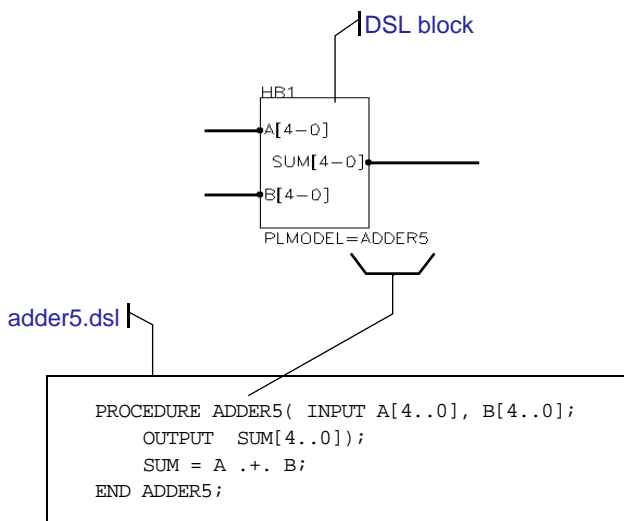 DSL block
HB1
A[4-0]
SUM[4-0]
B[4-0]
PLMODEL=ADDER5
adder5.dsl
PROCEDURE ADDER5( INPUT A[4..0], B[4..0];
OUTPUT SUM[4..0]);
SUM = A .+. B;
END ADDER5;